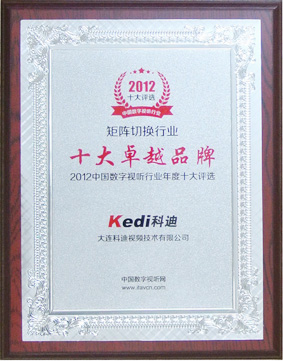 2012
十大评选
中国数字视听行业
矩阵切换行业
十大卓越品牌
2012中国数字视听行业年度十大评选
Kedi科迪
大连科迪视频技术有限公司
中国数字视听网
www.itavcn.com